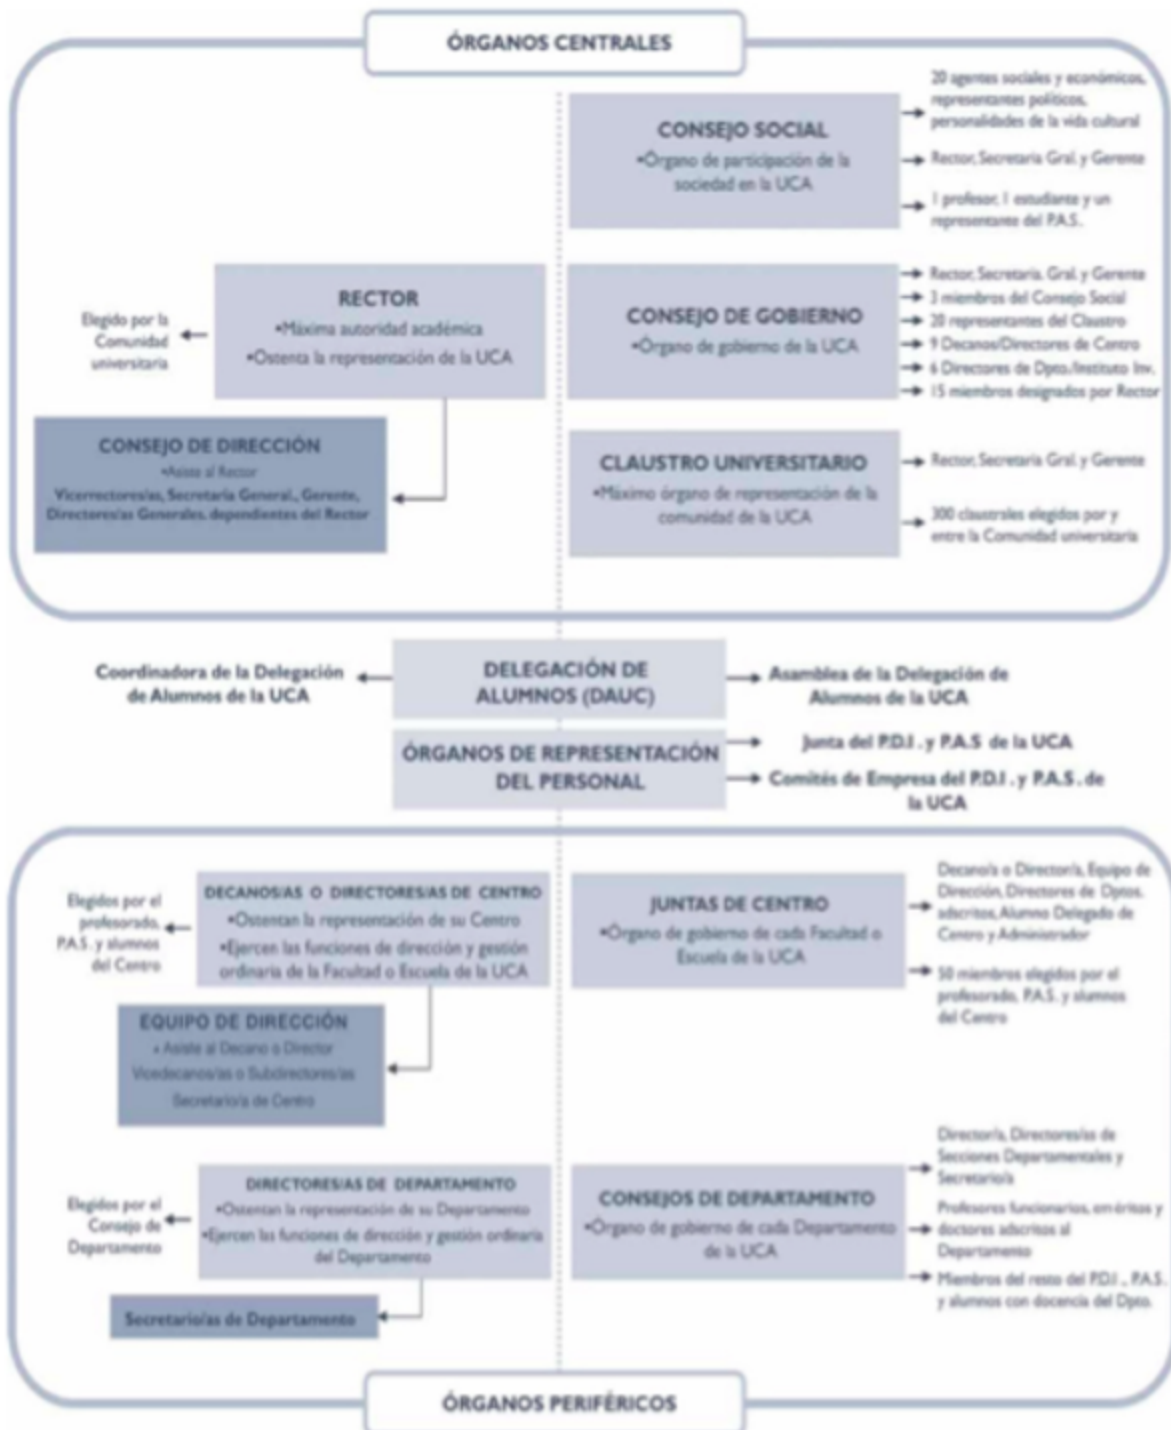 ÓRGANOS CENTRALES
CONSEJO SOCIAL
•Órgano de participación de la
sociedad en la UCA
20 agentes sociales y económicos,
representantes políticos,
personalidades de la vida cultural
Rector, Secretaria Gral. y Gerente
1 profesor, 1 estudiante y un
representante del P.A.S.
Elegido por la
Comunidad
universitaria
RECTOR
•Máxima autoridad académica
•Ostenta la representación de la UCA
CONSEJO DE GOBIERNO
•Órgano de gobierno de la UCA
Rector, Secretaria. Gral. y Gerente
3 miembros del Consejo Social
20 representantes del Claustro
9 Decanos/Directores de Centro
6 Directores de Dpto./Instituto Inv.
15 miembros designados por Rector
CONSEJO DE DIRECCIÓN
•Asiste al Rector
Vicerrectores/as, Secretaría General., Gerente,
Directores/as Generales, dependientes del Rector
CLAUSTRO UNIVERSITARIO
•Máximo órgano de representación de la
comunidad de la UCA
Rector, Secretaria Gral. y Gerente
300 claustrales elegidos por y
entre la Comunidad universitaria
Coordinadora de la Delegación
de Alumnos de la UCA
DELEGACIÓN DE
ALUMNOS (DAUC)
Asamblea de la Delegación de
Alumnos de la UCA
ÓRGANOS DE REPRESENTACIÓN
DEL PERSONAL
Junta del P.D.I. y P.A.S de la UCA
Comités de Empresa del P.D.I. y P.A.S. de
la UCA
Elegidos por el
profesorado,
P.A.S. y alumnos
del Centro
DECANOS/AS O DIRECTORES/AS DE CENTRO
•Ostentan la representación de su Centro
•Ejercen las funciones de dirección y gestión
ordinaria de la Facultad o Escuela de la UCA
JUNTAS DE CENTRO
•Órgano de gobierno de cada Facultad o
Escuela de la UCA
Decano/a o Director/a, Equipo de
Dirección, Directores de Dptos.
adscritos, Alumno Delegado de
Centro y Administrador
50 miembros elegidos por el
profesorado, P.A.S. y alumnos
del Centro
EQUIPO DE DIRECCIÓN
• Asiste al Decano o Director
Vicedecanos/as o Subdirectores/as
Secretario/a de Centro
Elegidos por el
Consejo de
Departamento
DIRECTORES/AS DE DEPARTAMENTO
•Ostentan la representación de su Departamento
•Ejercen las funciones de dirección y gestión ordinaria
del Departamento
CONSEJOS DE DEPARTAMENTO
•Órgano de gobierno de cada Departamento
de la UCA
Director/a, Directores/as de
Secciones Departamentales y
Secretario/a
Profesores funcionarios, eméritos y
doctores adscritos al
Departamento
Miembros del resto del P.D.I., P.A.S.
y alumnos con docencia del Dpto.
Secretario/as de Departamento
ÓRGANOS PERIFÉRICOS